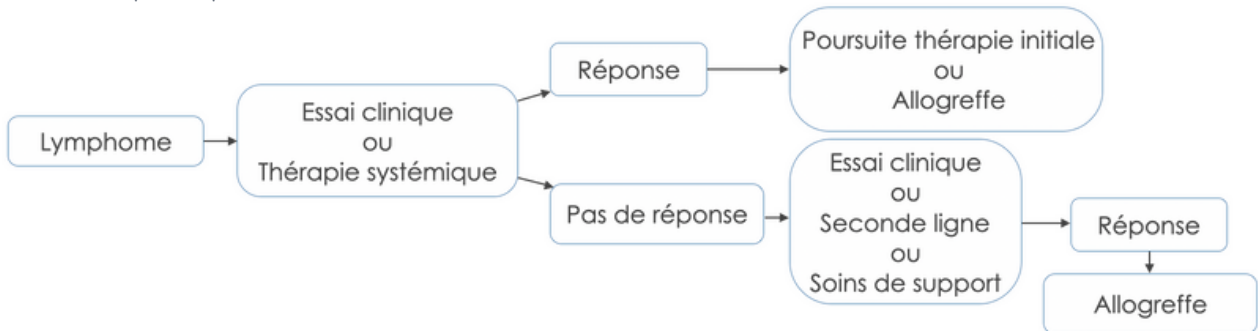 Lymphome
Essai clinique
ou
Thérapie systémique
Réponse
Poursuite thérapie initiale
ou
Allogreffe
Pas de réponse
Essai clinique
ou
Seconde ligne
ou
Soins de support
Réponse
Allogreffe